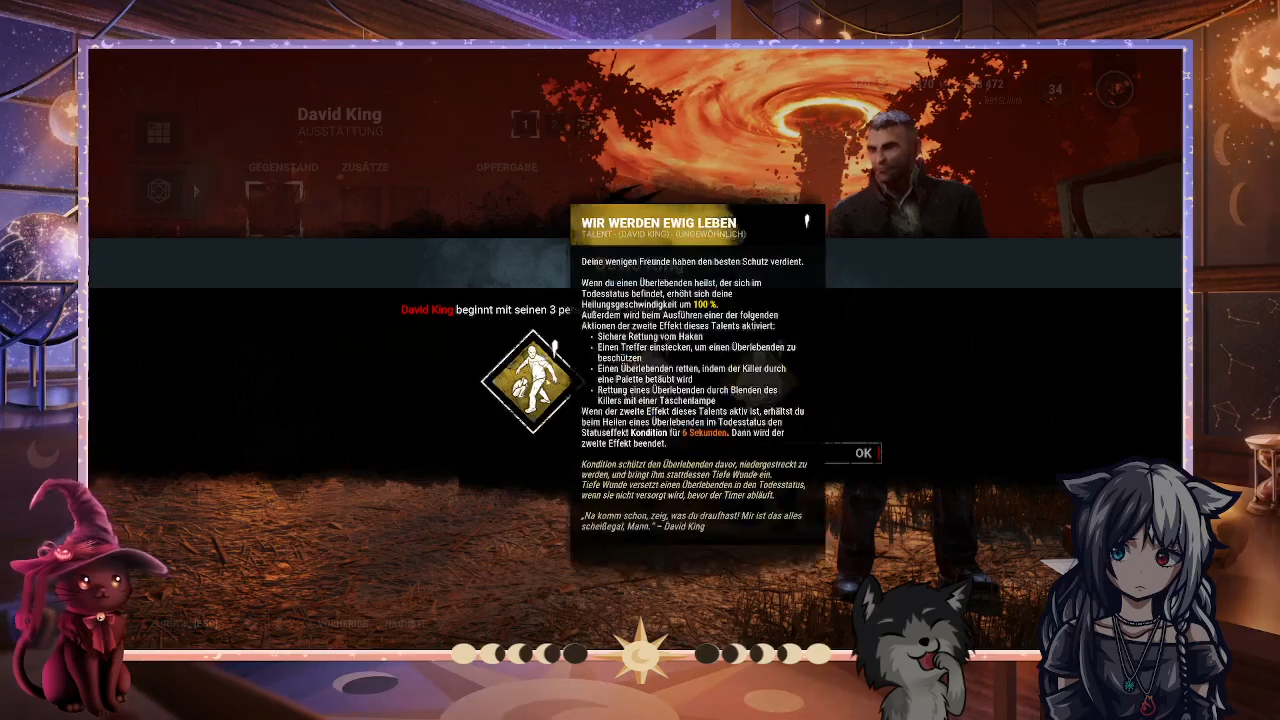 David King
AUSSTATTUNG
34
472
GEGENSTAND ZUSÄTZE OPFERGABE
WIR WERDEN EWIG LEBEN
TALENT - (DAVID KING) - (UNGEWÖHNLICH)
Deine wenigen Freunde haben den besten Schutz verdient.
Wenn du einen Überlebenden heilst, der sich im
Todesstatus befindet, erhöht sich deine
Heilungsgeschwindigkeit um 100 %.
Außerdem wird beim Ausführen einer der folgenden
Aktionen der zweite Effekt dieses Talents aktiviert:
• Sichere Rettung vom Haken
• Einen Treffer einstecken, um einen Überlebenden zu
beschützen
• Einen Überlebenden retten, indem der Killer durch
eine Palette betäubt wird
• Rettung eines Überlebenden durch Blenden des
Killers mit einer Taschenlampe
Wenn der zweite Effekt dieses Talents aktiv ist, erhältst du
beim Heilen eines Überlebenden im Todesstatus den
Statuseffekt Kondition für 6 Sekunden. Dann wird der
zweite Effekt beendet.
Kondition schützt den Überlebenden davor, niedergestreckt zu
werden, und bringt ihm stattdessen Tiefe Wunde ein.
Tiefe Wunde versetzt einen Überlebenden in den Todesstatus,
wenn sie nicht versorgt wird, bevor der Timer abläuft.
„Na komm schon, zeig, was du draufhast! Mir ist das alles
scheißegal, Mann.“ – David King
David King beginnt mit seinen 3 pe
OK
ZURÜCK [ESC] VORHERIGE NÄCHSTE